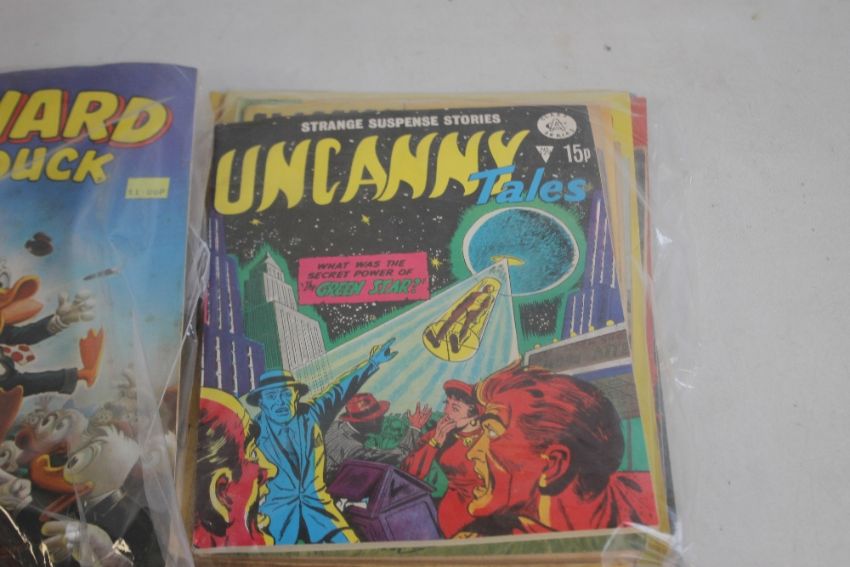 WARD
DUCK
STRANGE SUSPENSE STORIES
UNCANNY
Tales
15p
WHAT WAS THE
SECRET POWER OF
"The GREEN STAR?"